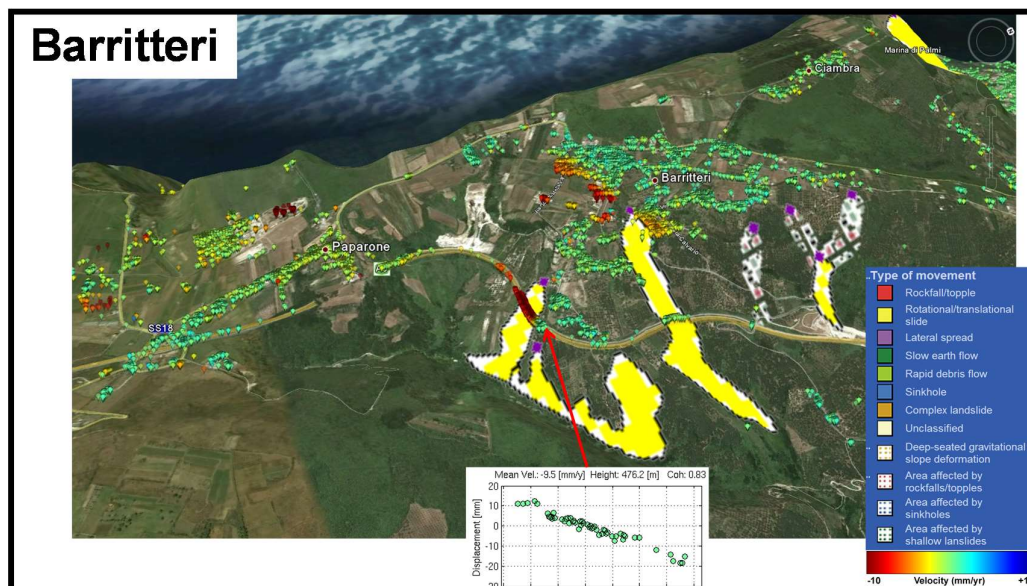 Barritteri
Marina di Palmi
Ciambra
Barritteri
Paparone
SS18
Type of movement
Rockfall/topple
Rotational/translational
slide
Lateral spread
Slow earth flow
Rapid debris flow
Sinkhole
Complex landslide
Unclassified
Deep-seated gravitational
slope deformation
Area affected by
rockfalls/topples
Area affected by
sinkholes
Area affected by
shallow lanslides
Mean Vel.: -9.5 [mm/y] Height: 476.2 [m] Coh: 0.83
Displacement [mm]
20
10
0
-10
-20
-30
-10 Velocity (mm/yr) +1